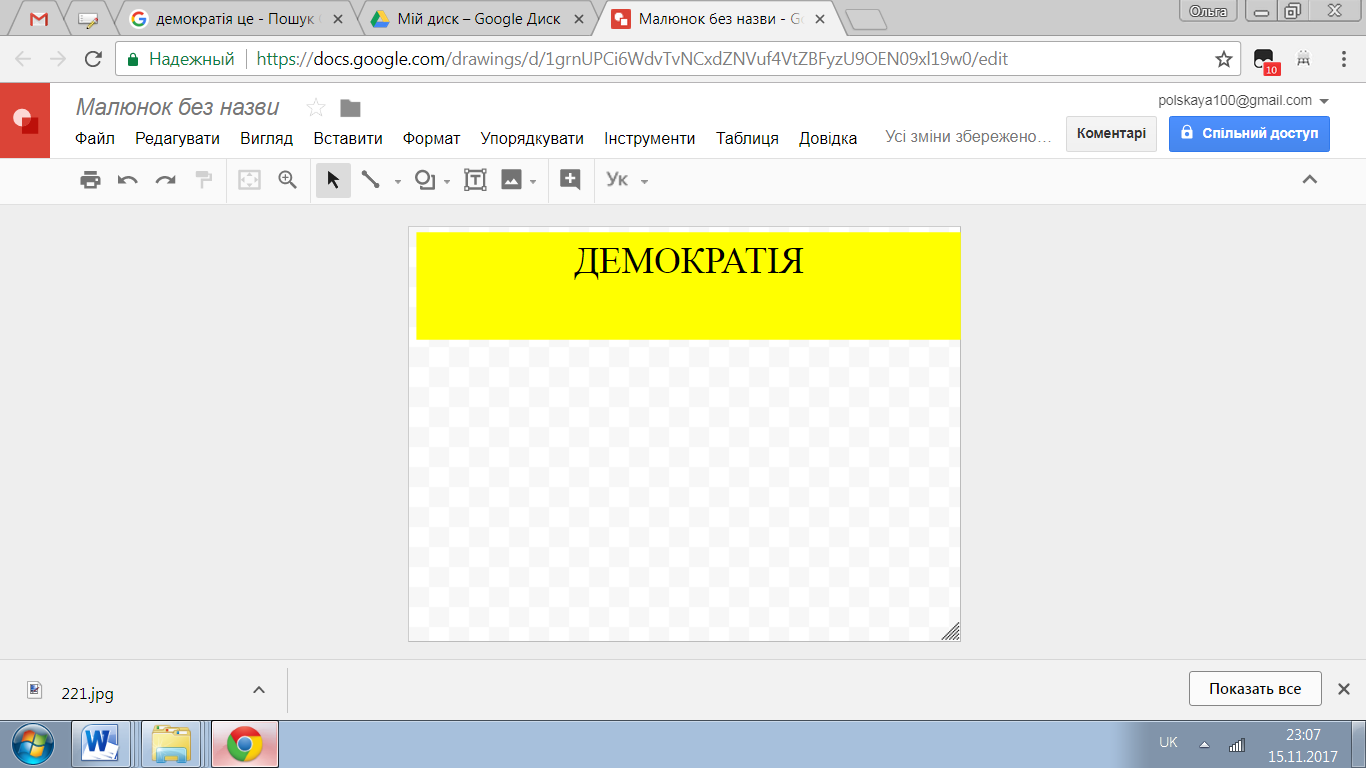 демократія це - Пошук
Мій диск – Google Диск
Малюнок без назви - Go
Ольга
Надежный
https://docs.google.com/drawings/d/1grnUPCi6WdvTvNCxdZNVuf4VtZBFyzU9OEN09xl19w0/edit
10
Малюнок без назви
polskaya100@gmail.com
Файл Редагувати Вигляд Вставити Формат Упорядкувати Інструменти Таблиця Довідка Усі зміни збережено… Коментарі Спільний доступ
Ук
ДЕМОКРАТІЯ
221.jpg
Показать все
UK
23:07
15.11.2017